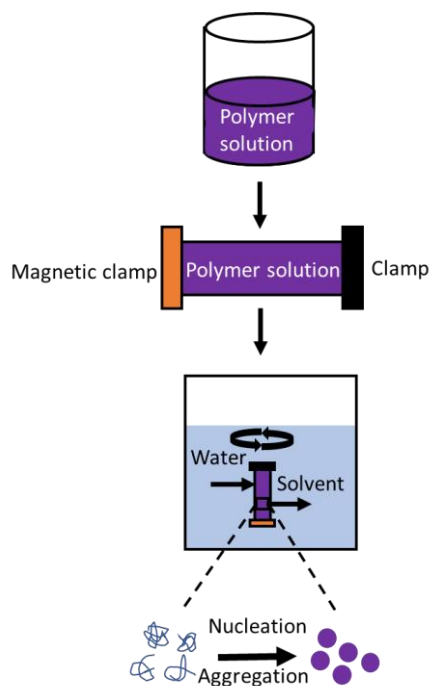 Polymer
solution
Magnetic clamp
Polymer solution
Clamp
Water
Solvent
Nucleation
Aggregation